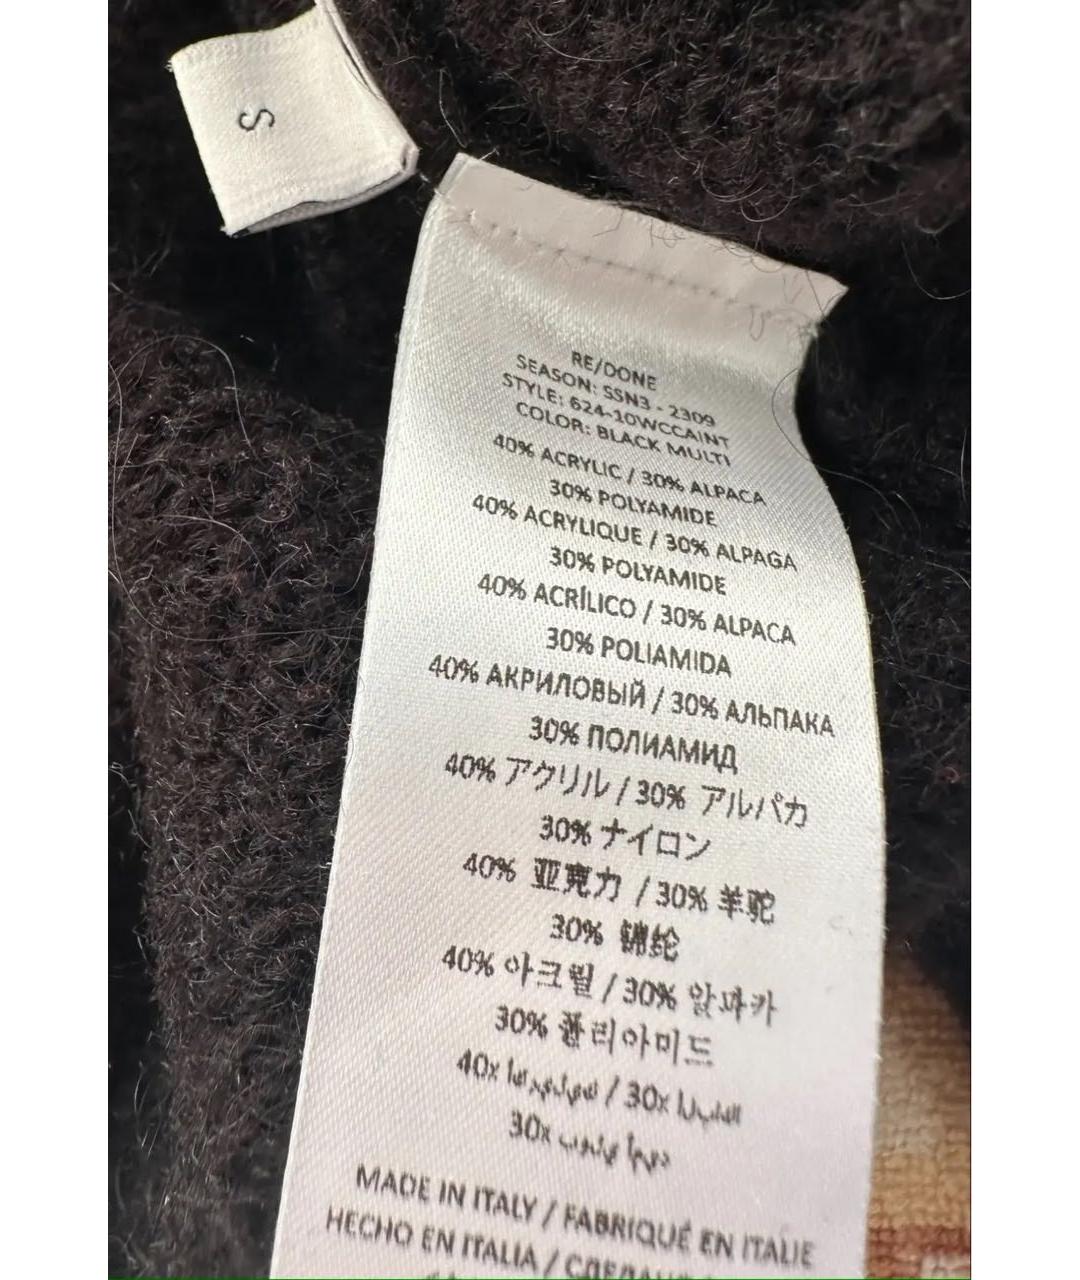 S
RE/DONE
SEASON: SSN3 - 2309
STYLE: 624-10WCCAINT
COLOR: BLACK MULTI
40% ACRYLIC / 30% ALPACA
30% POLYAMIDE
40% ACRYLIQUE / 30% ALPAGA
30% POLYAMIDE
40% ACRÍLICO / 30% ALPACA
30% POLIAMIDA
40% АКРИЛОВЫЙ / 30% АЛЬПАКА
30% ПОЛИАМИД
40% アクリル / 30% アルパカ
30% ナイロン
40% 亚克力 / 30% 羊驼
30% 锦纶
40% 아크릴 / 30% 알파카
30% 폴리아미드
MADE IN ITALY / FABRIQUÉ EN ITALIE
HECHO EN ITALIA / СДЕЛАНО